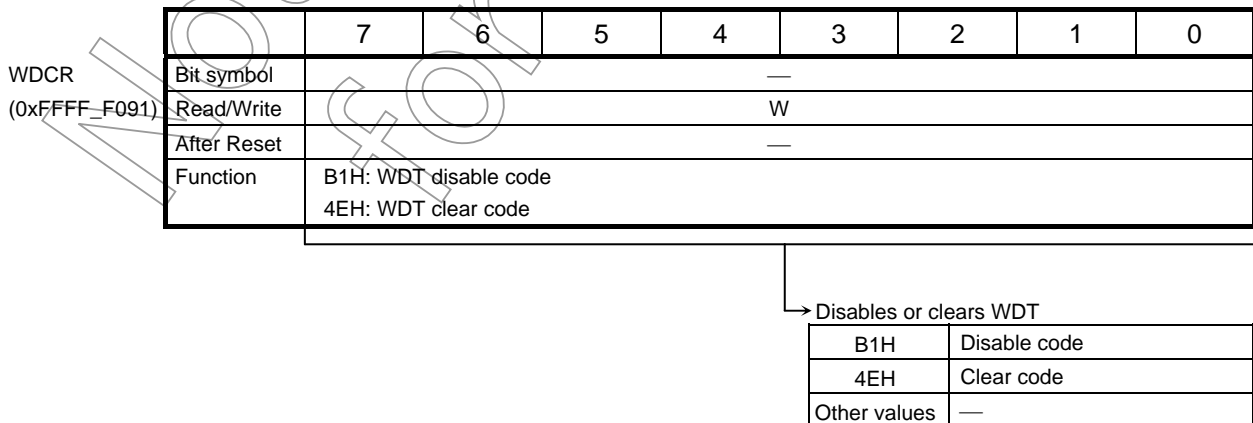 7 6 5 4 3 2 1 0
WDCR Bit symbol —
(0xFFFF_F091) Read/Write W
After Reset —
Function B1H: WDT disable code
4EH: WDT clear code
Disables or clears WDT
B1H Disable code
4EH Clear code
Other values —